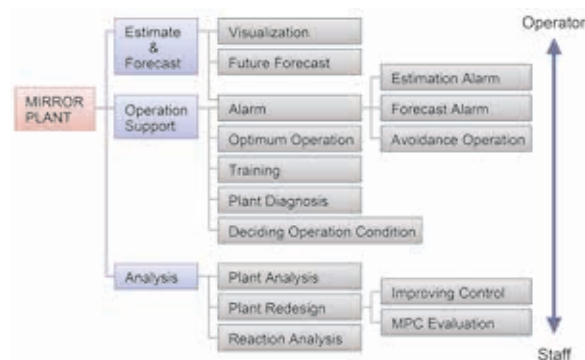 Operator
Estimate
&
Forecast
Visualization
Future Forecast
MIRROR
PLANT
Operation
Support
Alarm
Estimation Alarm
Forecast Alarm
Avoidance Operation
Optimum Operation
Training
Plant Diagnosis
Deciding Operation Condition
Analysis
Plant Analysis
Plant Redesign
Improving Control
MPC Evaluation
Reaction Analysis
Staff